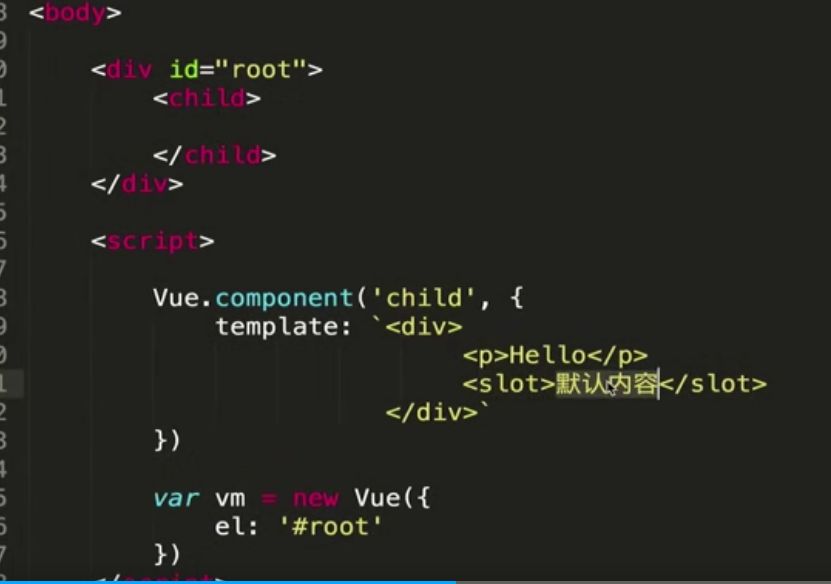 8 <body>
9
0 <div id="root">
1 <child>
2
3 </child>
4 </div>
5
6 <script>
7
8 Vue.component('child', {
9 template: `<div>
0 <p>Hello</p>
1 <slot>默认内容</slot>
2 </div>`
3 })
4
5 var vm = new Vue({
6 el: '#root'
7 })
</script>